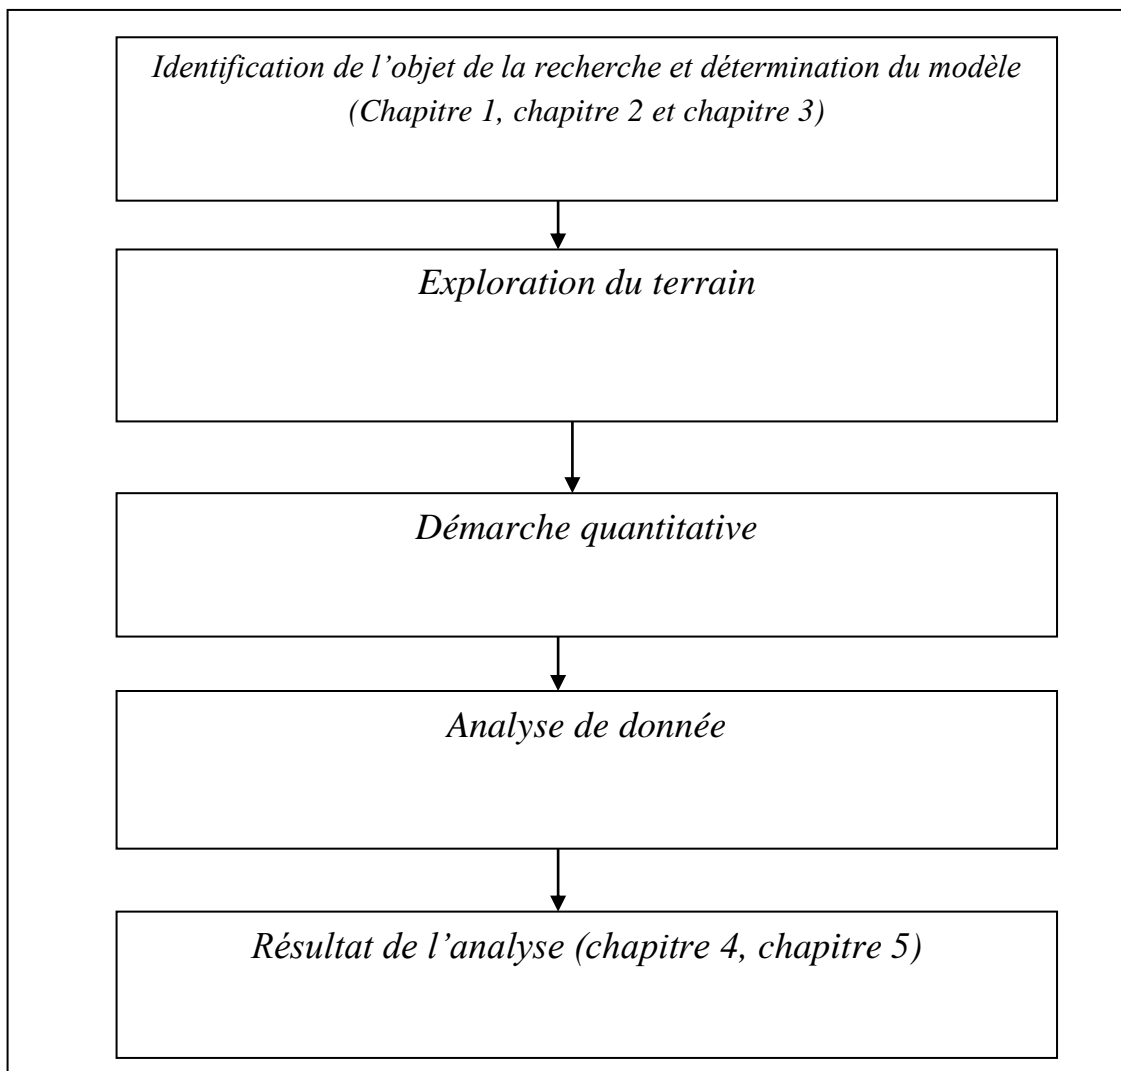 Identification de l’objet de la recherche et détermination du modèle
(Chapitre 1, chapitre 2 et chapitre 3)
Exploration du terrain
Démarche quantitative
Analyse de donnée
Résultat de l’analyse (chapitre 4, chapitre 5)